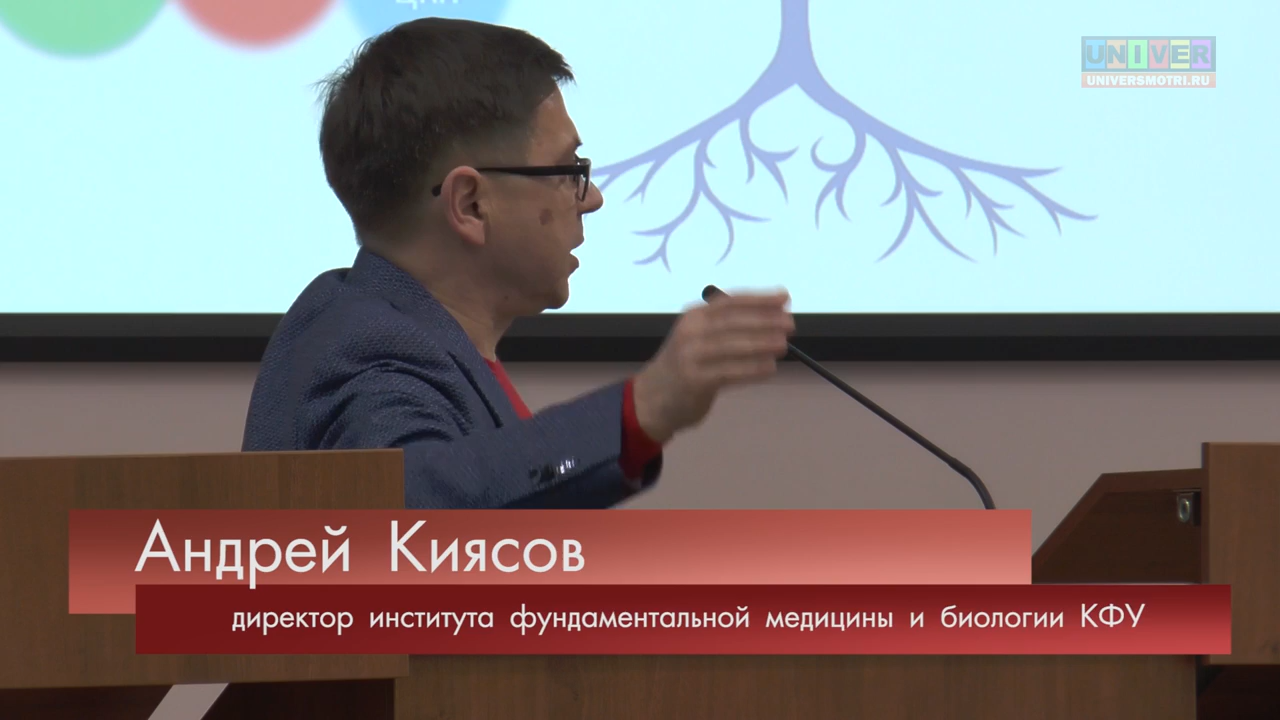 UNIVER
UNIVERSMOTRI.RU
Андрей Киясов
директор института фундаментальной медицины и биологии КФУ